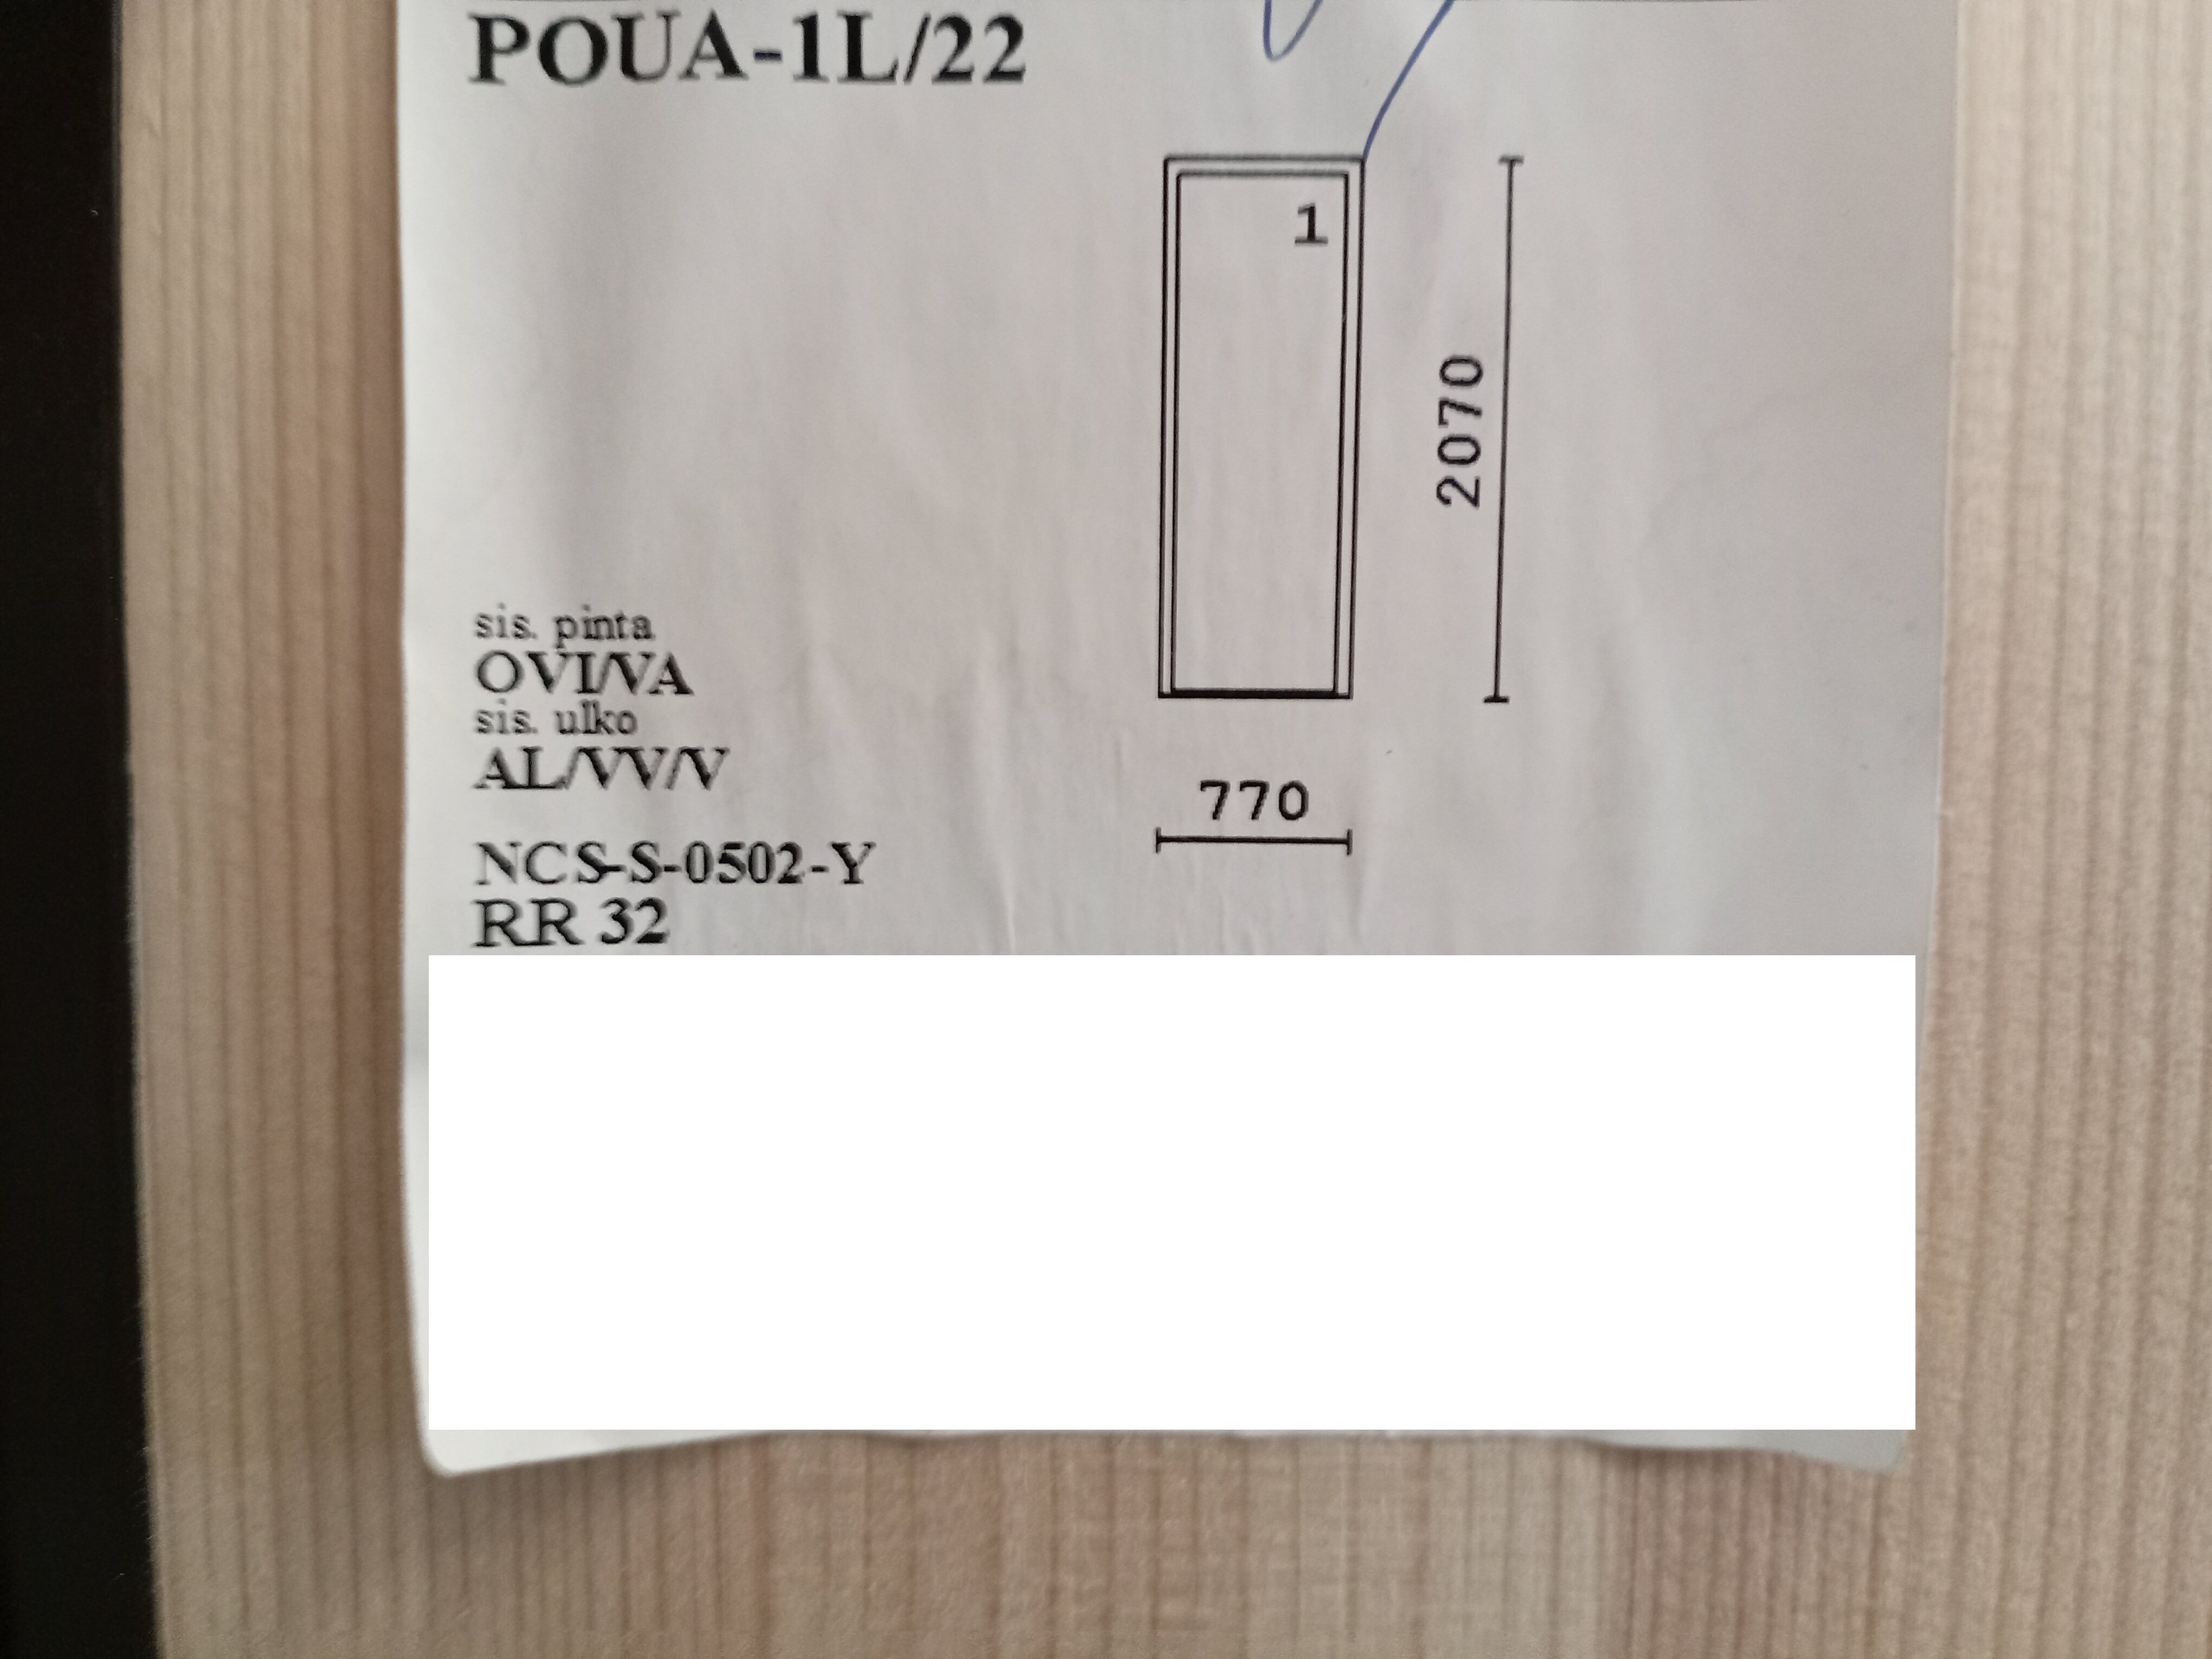 POUA-1L/22
1
2070
sis. pinta
OVI/VA
sis. ulko
AL/VV/V
770
NCS-S-0502-Y
RR 32